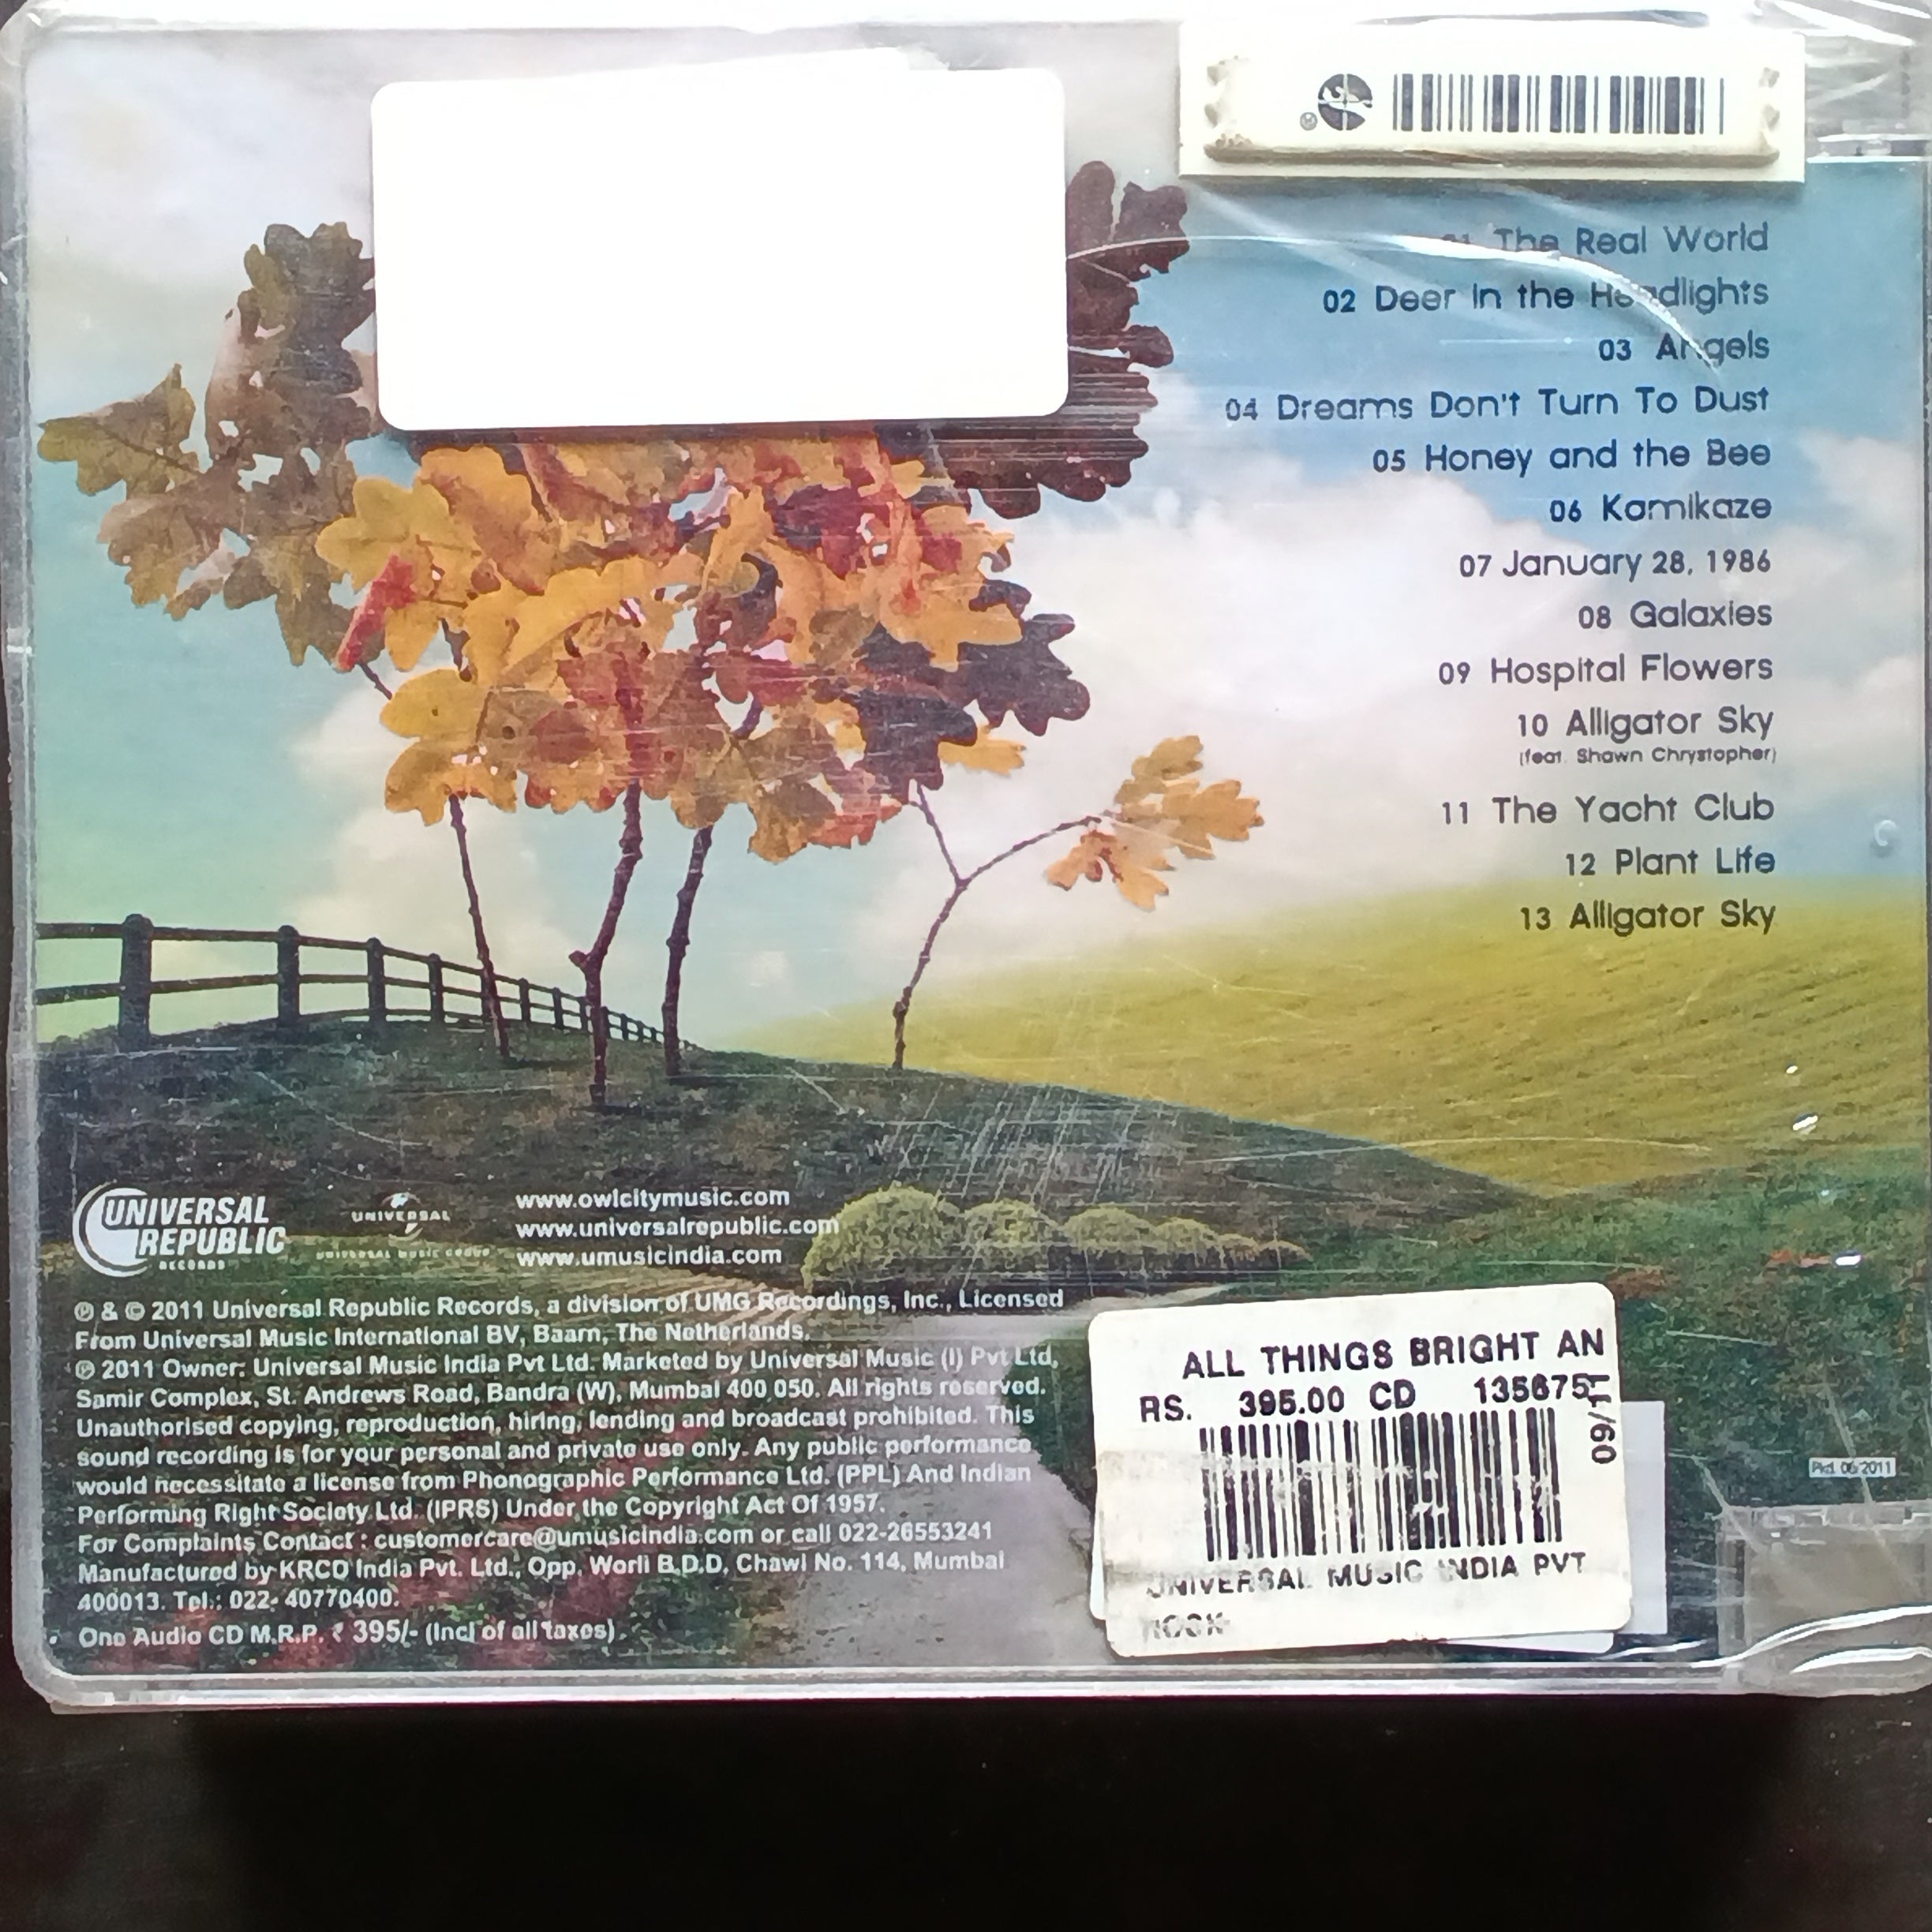 The Real World
02 Deer in the Headlights
03 Angels
04 Dreams Don't Turn To Dust
05 Honey and the Bee
06 Kamikaze
07 January 28, 1986
08 Galaxies
09 Hospital Flowers
10 Alligator Sky
(feat. Shawn Chrystopher)
11 The Yacht Club
12 Plant Life
13 Alligator Sky
UNIVERSAL
REPUBLIC
RECORDS
UNIVERSAL
UNIVERSAL MUSIC GROUP
www.owlcitymusic.com
www.universalrepublic.com
www.umusicindia.com
℗ & © 2011 Universal Republic Records, a division of UMG Recordings, Inc., Licensed
From Universal Music International BV, Baarn, The Netherlands.
℗ 2011 Owner: Universal Music India Pvt Ltd. Marketed by Universal Music (I) Pvt Ltd,
Samir Complex, St. Andrews Road, Bandra (W), Mumbai 400 050. All rights reserved.
Unauthorised copying, reproduction, hiring, lending and broadcast prohibited. This
sound recording is for your personal and private use only. Any public performance
would necessitate a license from Phonographic Performance Ltd. (PPL) And Indian
Performing Right Society Ltd. (IPRS) Under the Copyright Act Of 1957.
For Complaints Contact : customercare@umusicindia.com or call 022-26553241
Manufactured by KRCD India Pvt. Ltd., Opp. Worli B.D.D. Chawl No. 114, Mumbai
400013. Tel.: 022- 40770400.
One Audio CD M.R.P. ₹ 395/- (Incl of all taxes).
ALL THINGS BRIGHT AN
RS. 395.00 CD
UNIVERSAL MUSIC INDIA PVT
ROCK
Pkd. 06 2011